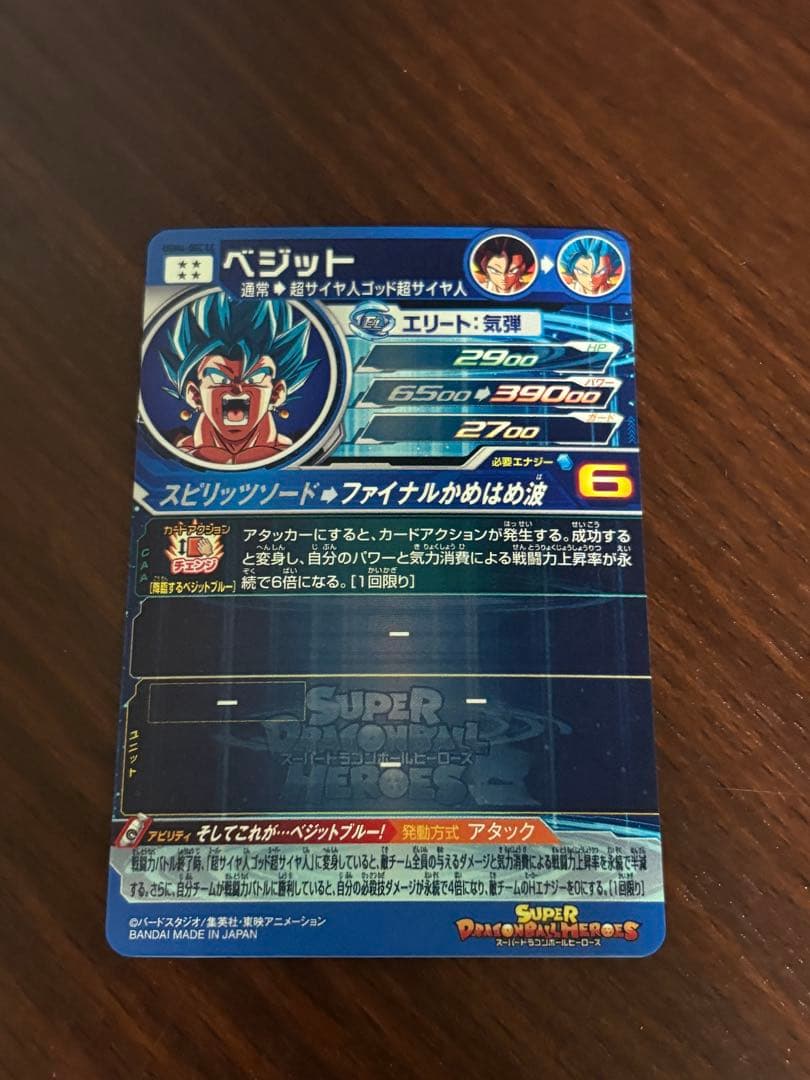 ★★
★★
ベジット
通常➡超サイヤ人ゴッド超サイヤ人
エリート:気弾
HP
2900
パワー
6500➡39000
ガード
2700
必要エナジー
6
スピリッツソード➡ファイナルかめはめ波
CAA
カードアクション
チェンジ
[降臨するベジットブルー]
アタッカーにすると、カードアクションが発生する。成功する
と変身し、自分のパワーと気力消費による戦闘力上昇率が永
続で6倍になる。[1回限り]
ー
ユニット
ー
ー
ー
SUPER
DRAGONBALL
スーパードラゴンボールヒーローズ
HEROES
アビリティ そしてこれが…ベジットブルー! 発動方式 アタック
戦闘力バトル終了時、「超サイヤ人ゴッド超サイヤ人」に変身していると、敵チーム全員の与えるダメージと気力消費による戦闘力上昇率を永続で半減
する。さらに、自分チームが戦闘力バトルに勝利していると、自分の必殺技ダメージが永続で4倍になり、敵チームのHエナジーを0にする。[1回限り]
©バードスタジオ/集英社・東映アニメーション
BANDAI MADE IN JAPAN
SUPER
DRAGONBALL HEROES
スーパードラゴンボールヒーローズ